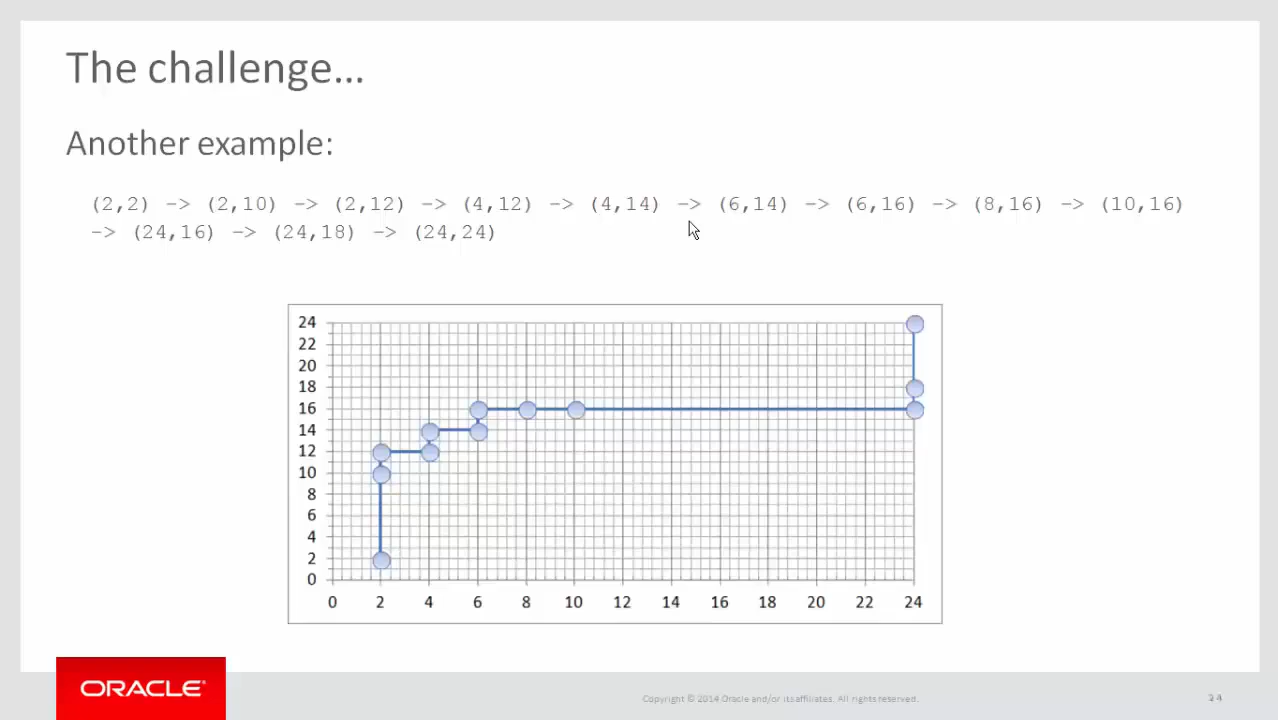 The challenge...
Another example:
(2,2) -> (2,10) -> (2,12) -> (4,12) -> (4,14) -> (6,14) -> (6,16) -> (8,16) -> (10,16)
-> (24,16) -> (24,18) -> (24,24)
24
22
20
18
16
14
12
10
8
6
4
2
0
0 2 4 6 8 10 12 14 16 18 20 22 24
ORACLE®
Copyright © 2014 Oracle and/or its affiliates. All rights reserved. 24